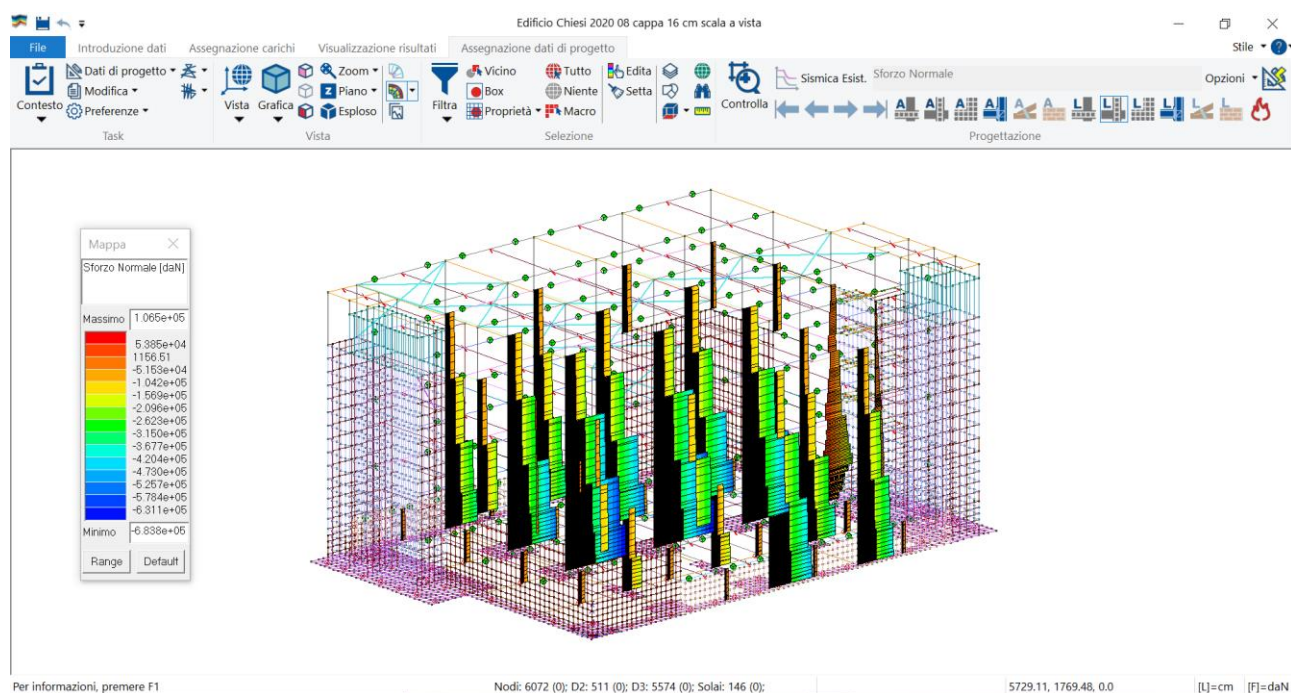 Edificio Chiesi 2020 08 cappa 16 cm scala a vista
File Introduzione dati Assegnazione carichi Visualizzazione risultati Assegnazione dati di progetto Stile
Dati di progetto Zoom Vicino Tutto Edita Sismica Esist. Sforzo Normale Opzioni
Modifica Piano Box Niente Setta
Contesto Preferenze Vista Grafica Esploso Filtra Proprietà Macro Controlla
Task Vista Selezione Progettazione
Mappa
Sforzo Normale [daN]
Massimo 1.065e+05
5.385e+04
1156.51
-5.153e+04
-1.042e+05
-1.569e+05
-2.096e+05
-2.623e+05
-3.150e+05
-3.677e+05
-4.204e+05
-4.730e+05
-5.257e+05
-5.784e+05
-6.311e+05
Minimo -6.838e+05
Range Default
Per informazioni, premere F1 Nodi: 6072 (0); D2: 511 (0); D3: 5574 (0); Solai: 146 (0); 5729.11, 1769.48, 0.0 [L]=cm [F]=daN